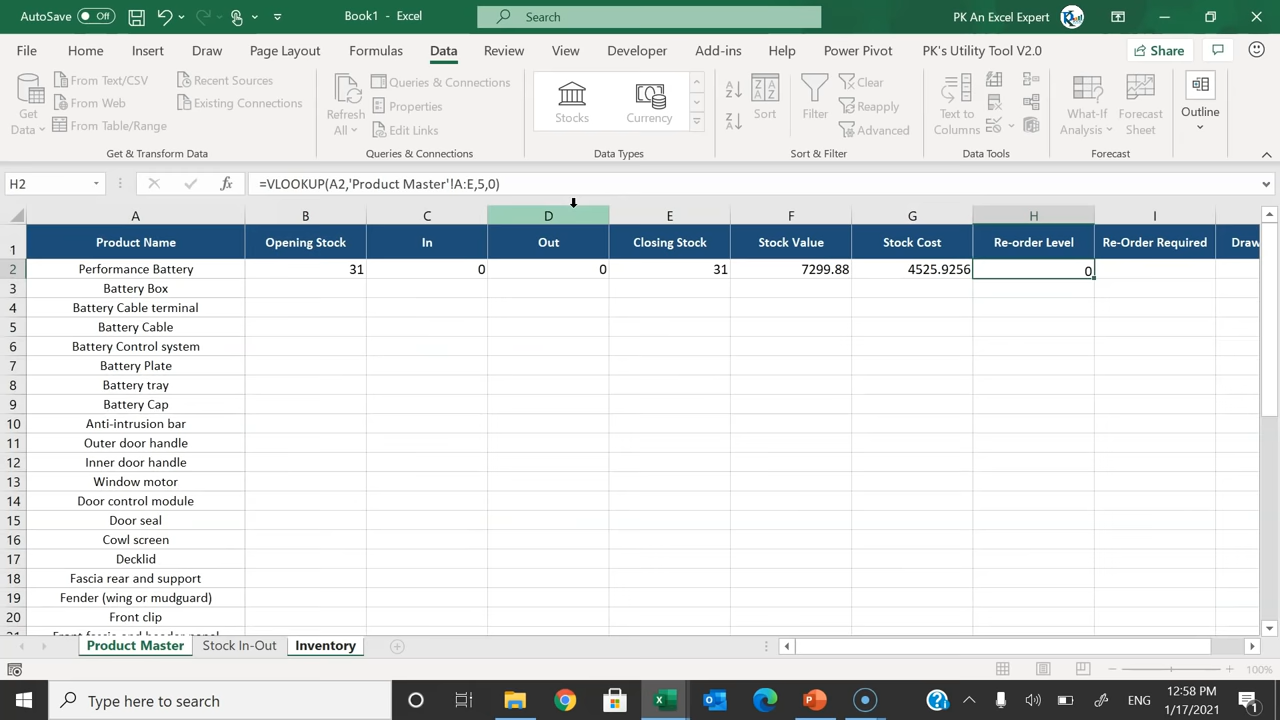 AutoSave Off Book1 - Excel Search PK An Excel Expert
File Home Insert Draw Page Layout Formulas Data Review View Developer Add-ins Help Power Pivot PK's Utility Tool V2.0 Share
Get Data
From Text/CSV
From Web
From Table/Range
Recent Sources
Existing Connections
Get & Transform Data
Refresh All
Queries & Connections
Properties
Edit Links
Queries & Connections
Stocks
Currency
Data Types
Sort
Filter
Clear
Reapply
Advanced
Sort & Filter
Text to Columns
Data Tools
What-If Analysis
Forecast Sheet
Forecast
Outline
H2 fx =VLOOKUP(A2,'Product Master'!A:E,5,0)
A B C D E F G H I
1 Product Name Opening Stock In Out Closing Stock Stock Value Stock Cost Re-order Level Re-Order Required Draw
2 Performance Battery 31 0 0 31 7299.88 4525.9256 0
3 Battery Box
4 Battery Cable terminal
5 Battery Cable
6 Battery Control system
7 Battery Plate
8 Battery tray
9 Battery Cap
10 Anti-intrusion bar
11 Outer door handle
12 Inner door handle
13 Window motor
14 Door control module
15 Door seal
16 Cowl screen
17 Decklid
18 Fascia rear and support
19 Fender (wing or mudguard)
20 Front clip
Product Master Stock In-Out Inventory
100%
Type here to search ENG 12:58 PM
1/17/2021